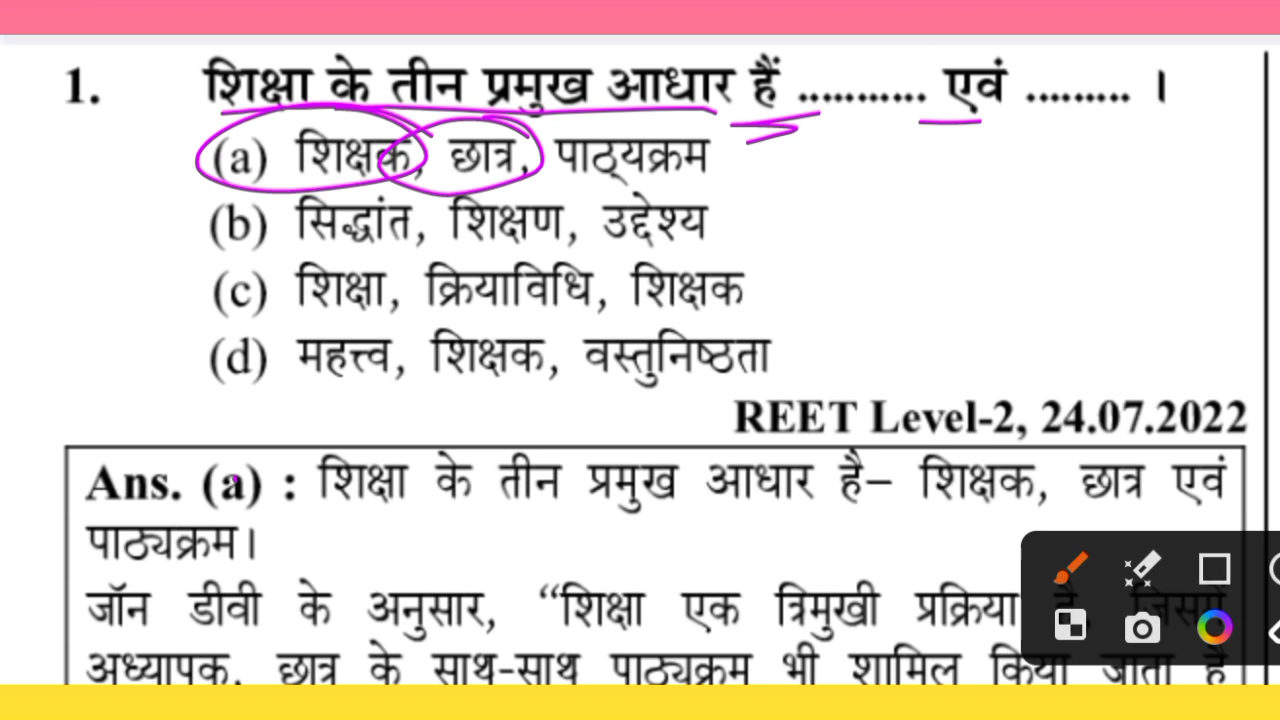 1. शिक्षा के तीन प्रमुख आधार हैं ........... एवं ......... ।
(a) शिक्षक, छात्र, पाठ्यक्रम
(b) सिद्धांत, शिक्षण, उद्देश्य
(c) शिक्षा, क्रियाविधि, शिक्षक
(d) महत्त्व, शिक्षक, वस्तुनिष्ठता
REET Level-2, 24.07.2022
Ans. (a) : शिक्षा के तीन प्रमुख आधार है– शिक्षक, छात्र एवं
पाठ्यक्रम।
जॉन डीवी के अनुसार, “शिक्षा एक त्रिमुखी प्रक्रिया
अध्यापक, छात्र के साथ-साथ पाठ्यक्रम भी शामिल किया जाता है